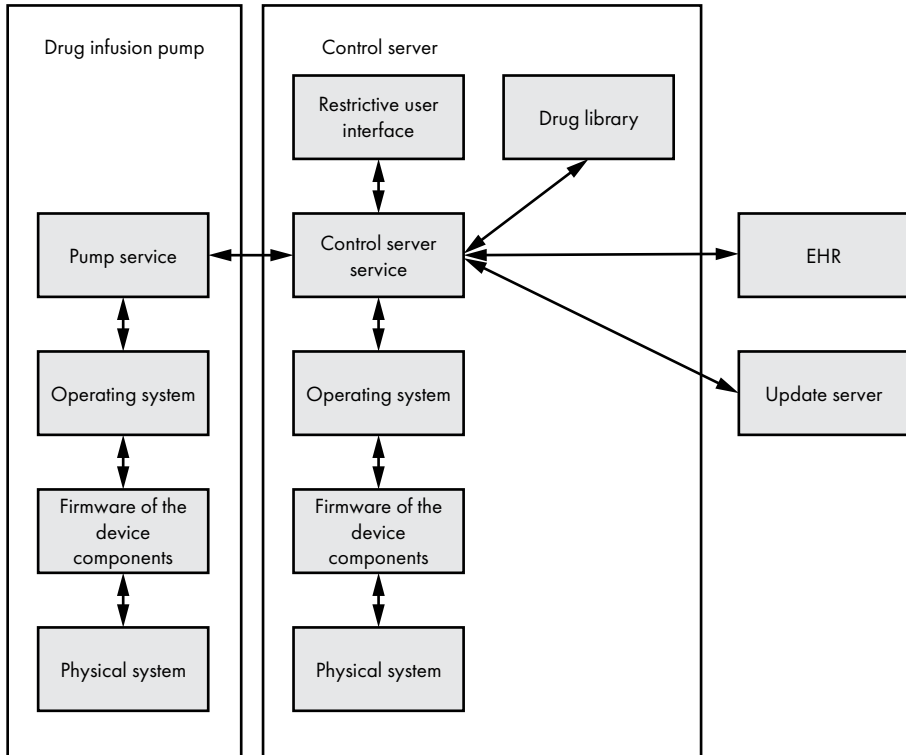 Drug infusion pump
Control server
Restrictive user
interface
Drug library
Pump service
Control server
service
EHR
Operating system
Operating system
Update server
Firmware of the
device
components
Firmware of the
device
components
Physical system
Physical system